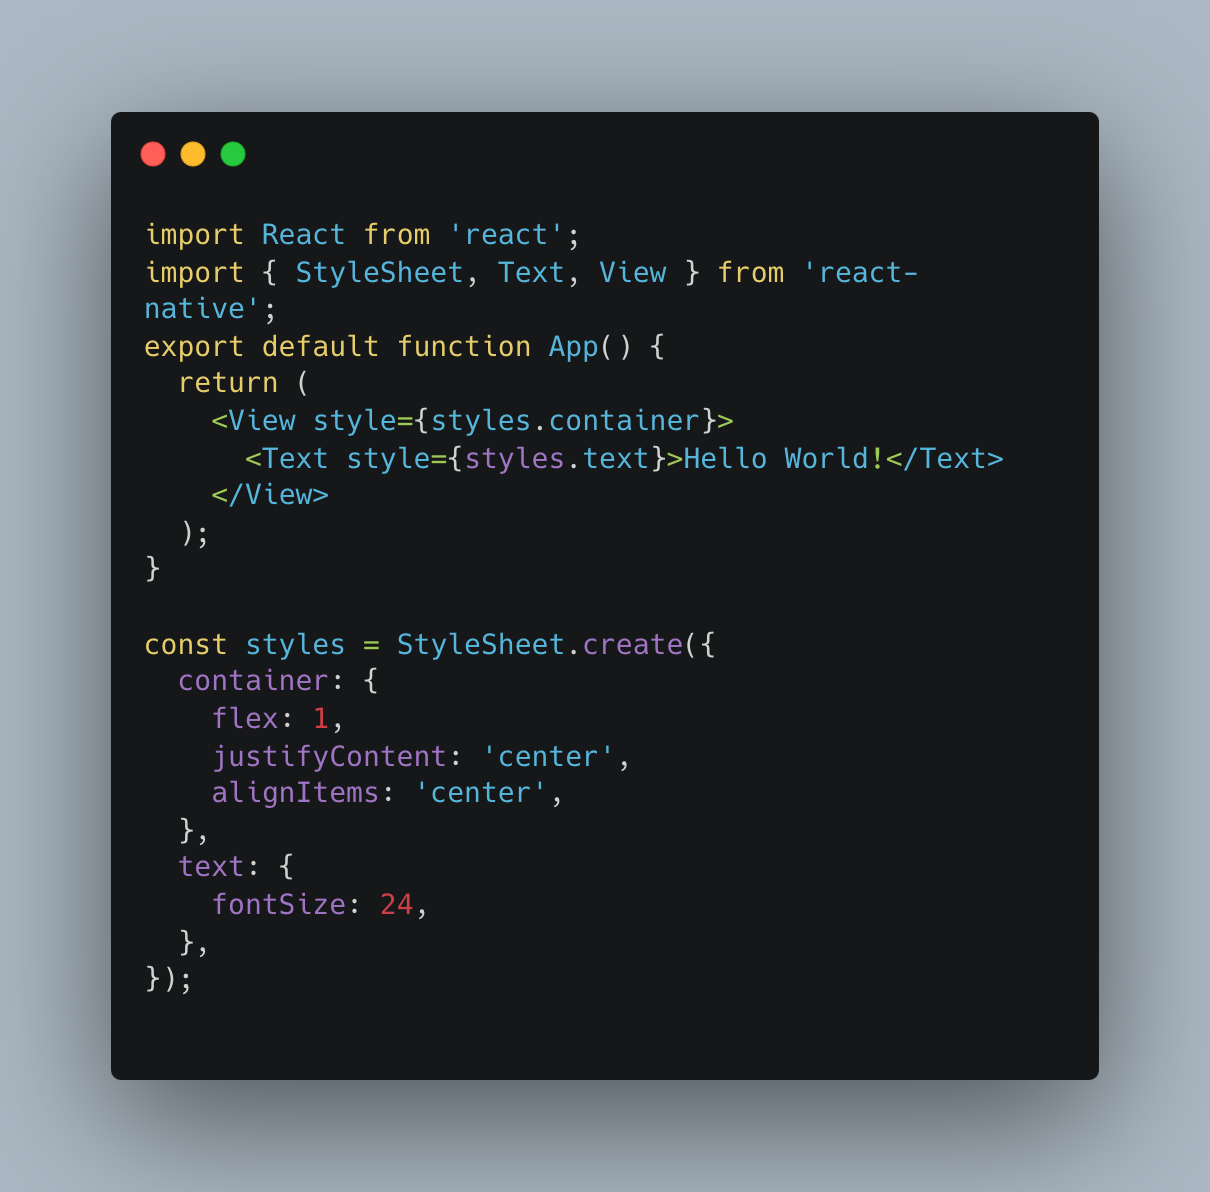 import React from 'react';
import { StyleSheet, Text, View } from 'react-
native';
export default function App() {
  return (
    <View style={styles.container}>
      <Text style={styles.text}>Hello World!</Text>
    </View>
  );
}

const styles = StyleSheet.create({
  container: {
    flex: 1,
    justifyContent: 'center',
    alignItems: 'center',
  },
  text: {
    fontSize: 24,
  },
});